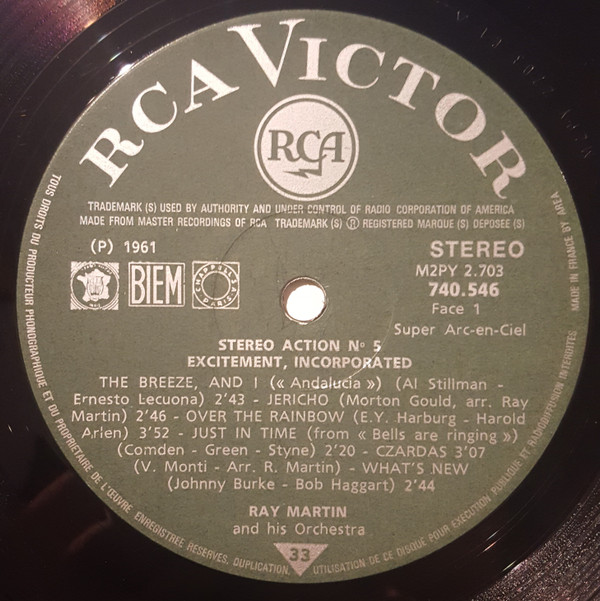 RCA VICTOR
RCA
TRADEMARK (S) USED BY AUTHORITY AND UNDER CONTROL OF RADIO CORPORATION OF AMERICA
MADE FROM MASTER RECORDINGS OF RCA TRADEMARK (S) ® REGISTERED MARQUE (S) DEPOSEE (S)
(P) 1961
STEREO
BIEM
M2PY 2.703
740.546
Face 1
Super Arc-en-Ciel
STEREO ACTION No 5
EXCITEMENT, INCORPORATED
THE BREEZE, AND I (« Andalucia ») (Al Stillman -
Ernesto Lecuona) 2'43 - JERICHO (Morton Gould, arr. Ray
Martin) 2'46 - OVER THE RAINBOW (E.Y. Harburg - Harold
Arlen) 3'52 - JUST IN TIME (from « Bells are ringing »)
(Comden - Green - Styne) 2'20 - CZARDAS 3'07
(V. Monti - Arr. R. Martin) - WHAT'S NEW
(Johnny Burke - Bob Haggart) 2'44
RAY MARTIN
and his Orchestra
33
TOUS DROITS DU PRODUCTEUR PHONOGRAPHIQUE ET DU PROPRIETAIRE DE L'ŒUVRE ENREGISTREE RESERVES, DUPLICATION, UTILISATION DE CE DISQUE POUR EXECUTION PUBLIQUE ET RADIODIFFUSION INTERDITES
MADE IN FRANCE BY AREA